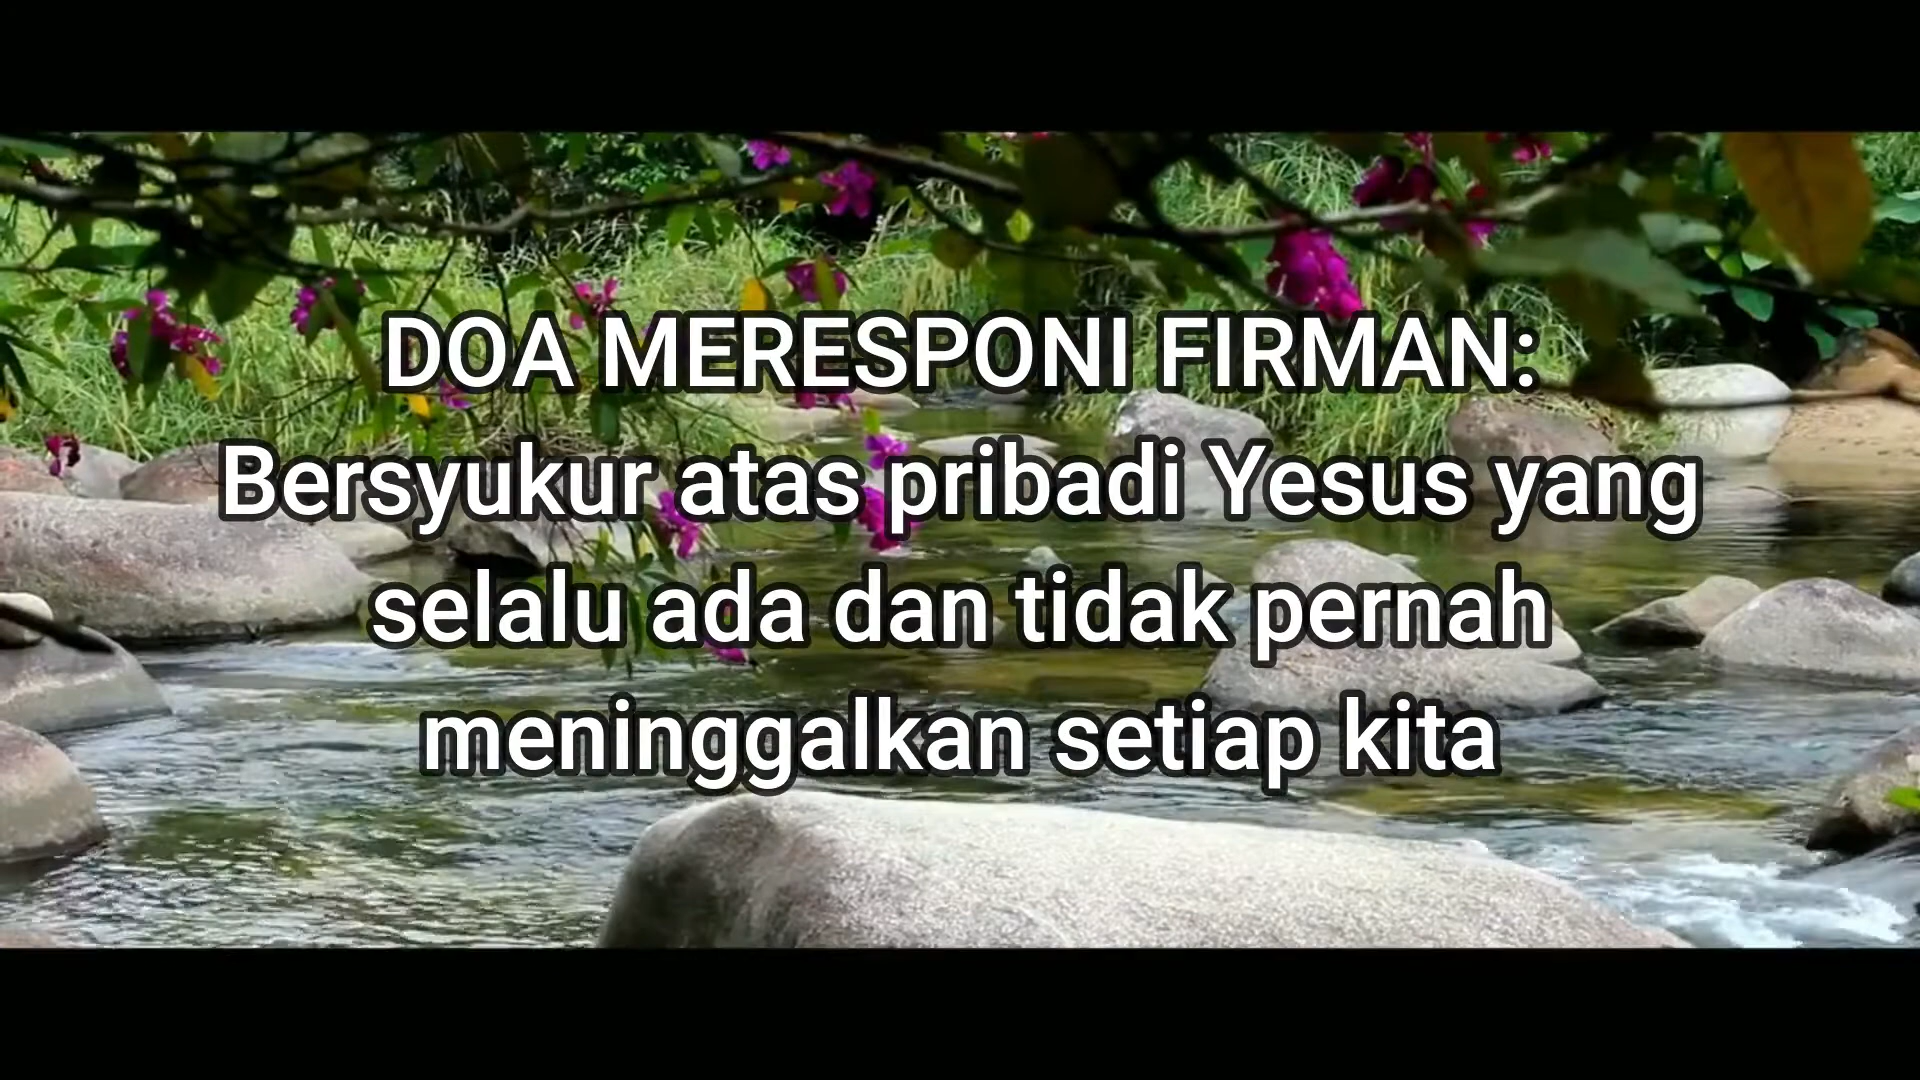 DOA MERESPONI FIRMAN:
Bersyukur atas pribadi Yesus yang
selalu ada dan tidak pernah
meninggalkan setiap kita